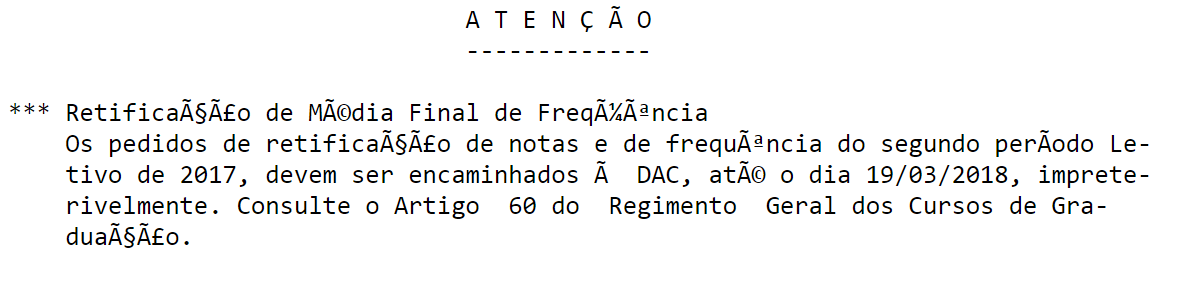 A T E N Ç Ã O
-------------
*** RetificaÃ§Ã£o de MÃ©dia Final de FreqÃ¼Ãªncia
Os pedidos de retificaÃ§Ã£o de notas e de frequÃªncia do segundo perÃodo Le-
tivo de 2017, devem ser encaminhados Ã  DAC, atÃ© o dia 19/03/2018, imprete-
rivelmente. Consulte o Artigo  60 do  Regimento  Geral dos Cursos de Gra-
duaÃ§Ã£o.